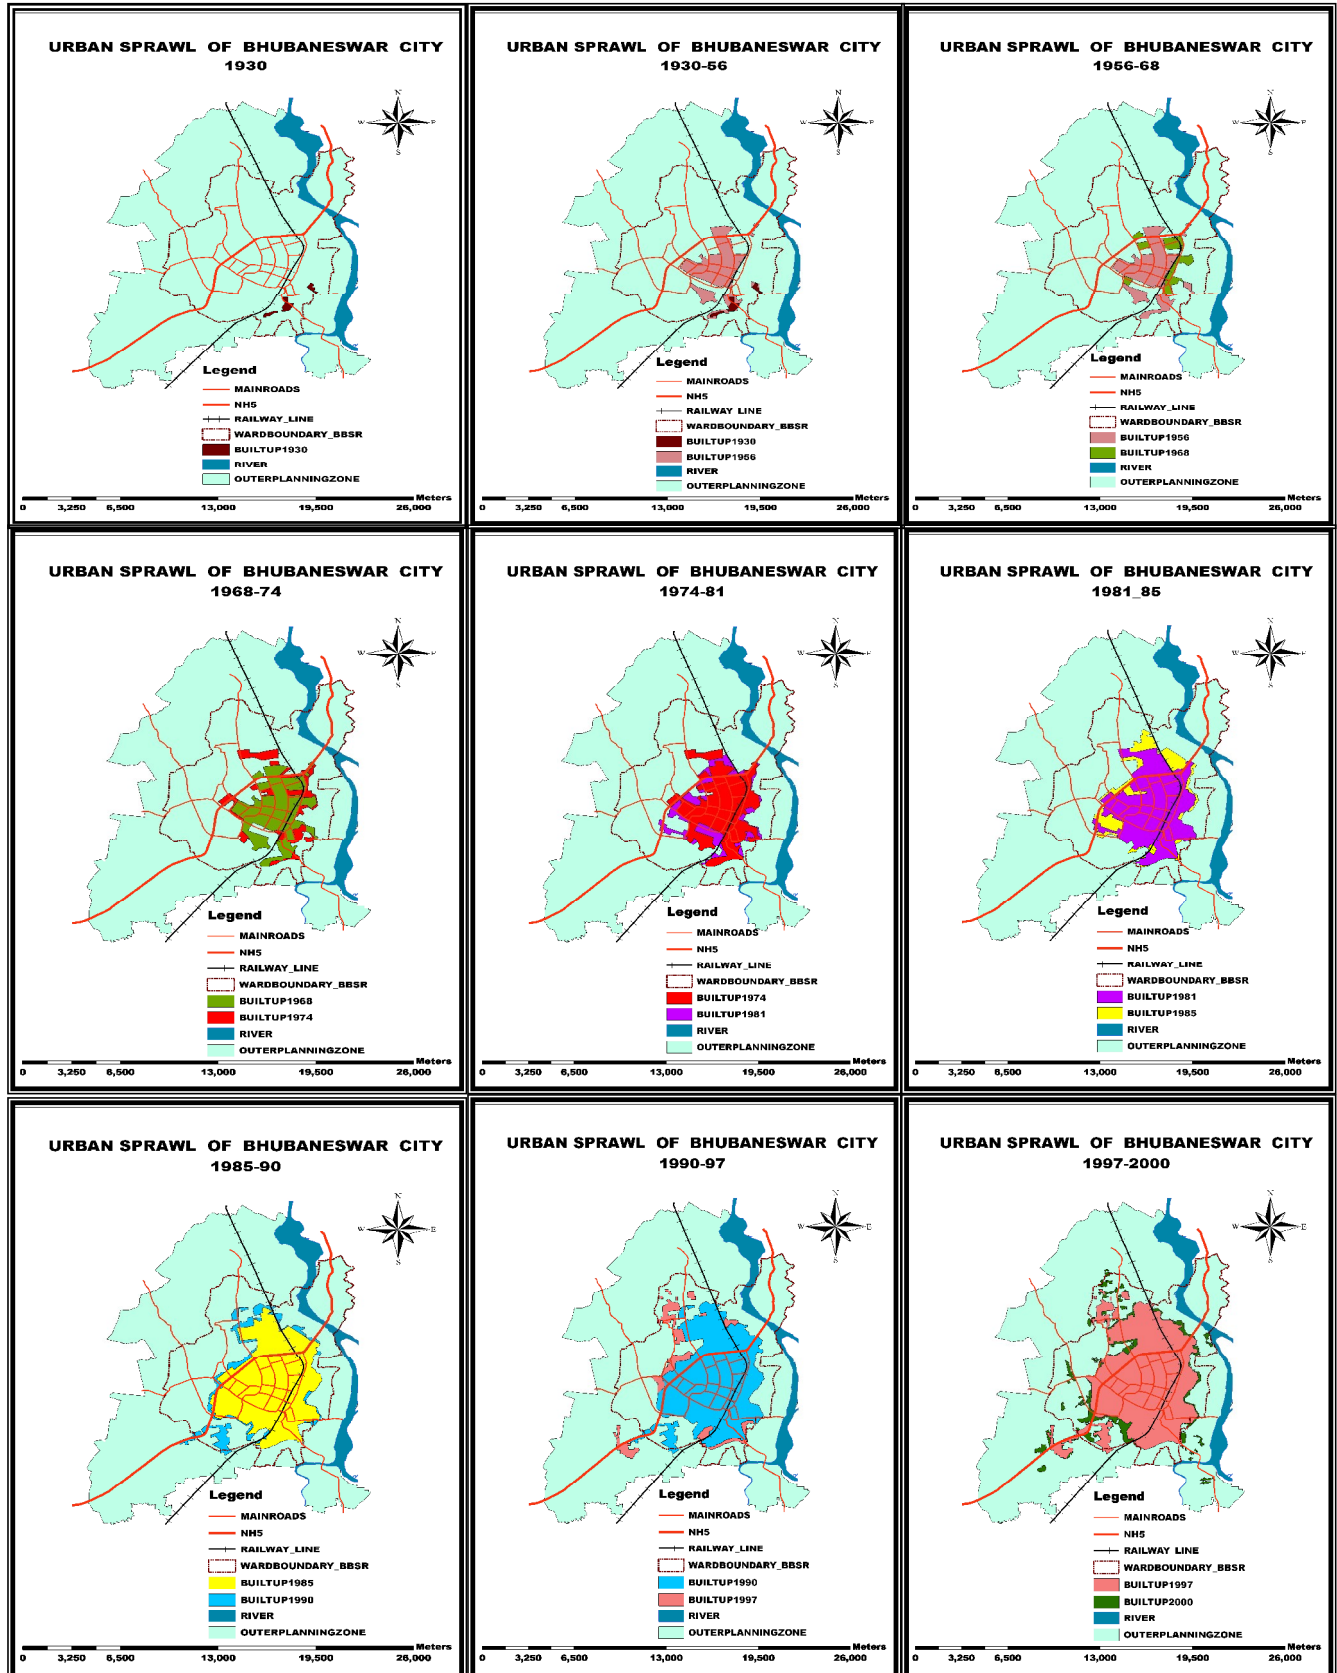 URBAN SPRAWL OF BHUBANESWAR CITY
1930
N
W
S
Legend
MAINROADS
NH5
RAILWAY_LINE
WARDBOUNDARY_BBSR
BUILTUP1930
RIVER
OUTERPLANNINGZONE
Meters
0 3,250 6,500 13,000 19,500 26,000
URBAN SPRAWL OF BHUBANESWAR CITY
1930-56
N
W
S
Legend
MAINROADS
NH5
RAILWAY LINE
WARDBOUNDARY_BBSR
BUILTUP1930
BUILTUP1956
RIVER
OUTERPLANNINGZONE
Meters
0 3,250 6,500 13,000 19,500 26,000
URBAN SPRAWL OF BHUBANESWAR CITY
1956-68
N
W
S
Legend
MAINROADS
NH5
RAILWAY_LINE
WARDBOUNDARY_BBSR
BUILTUP1956
BUILTUP1968
RIVER
OUTERPLANNINGZONE
Meters
0 3,250 6,500 13,000 19,500 26,000
URBAN SPRAWL OF BHUBANESWAR CITY
1968-74
N
W
S
Legend
MAINROADS
NH5
RAILWAY_LINE
WARDBOUNDARY_BBSR
BUILTUP1968
BUILTUP1974
RIVER
OUTERPLANNINGZONE
Meters
0 3,250 6,500 13,000 19,500 26,000
URBAN SPRAWL OF BHUBANESWAR CITY
1974-81
N
W
S
Legend
MAINROADS
NH5
RAILWAY_LINE
WARDBOUNDARY_BBSR
BUILTUP1974
BUILTUP1981
RIVER
OUTERPLANNINGZONE
Meters
0 3,250 6,500 13,000 19,500 26,000
URBAN SPRAWL OF BHUBANESWAR CITY
1981_85
N
W
S
Legend
MAINROADS
NH5
RAILWAY_LINE
WARDBOUNDARY_BBSR
BUILTUP1981
BUILTUP1985
RIVER
OUTERPLANNINGZONE
Meters
0 3,250 6,500 13,000 19,500 26,000
URBAN SPRAWL OF BHUBANESWAR CITY
1985-90
N
W E
S
Legend
MAINROADS
NH5
RAILWAY_LINE
WARDBOUNDARY_BBSR
BUILTUP1985
BUILTUP1990
RIVER
OUTERPLANNINGZONE
Meters
0 3,250 6,500 13,000 19,500 26,000
URBAN SPRAWL OF BHUBANESWAR CITY
1990-97
N
W E
S
Legend
MAINROADS
NH5
RAILWAY_LINE
WARDBOUNDARY_BBSR
BUILTUP1990
BUILTUP1997
RIVER
OUTERPLANNINGZONE
Meters
0 3,250 6,500 13,000 19,500 26,000
URBAN SPRAWL OF BHUBANESWAR CITY
1997-2000
N
W E
S
Legend
MAINROADS
NH5
RAILWAY_LINE
WARDBOUNDARY_BBSR
BUILTUP1997
BUILTUP2000
RIVER
OUTERPLANNINGZONE
Meters
0 3,250 6,500 13,000 19,500 26,000